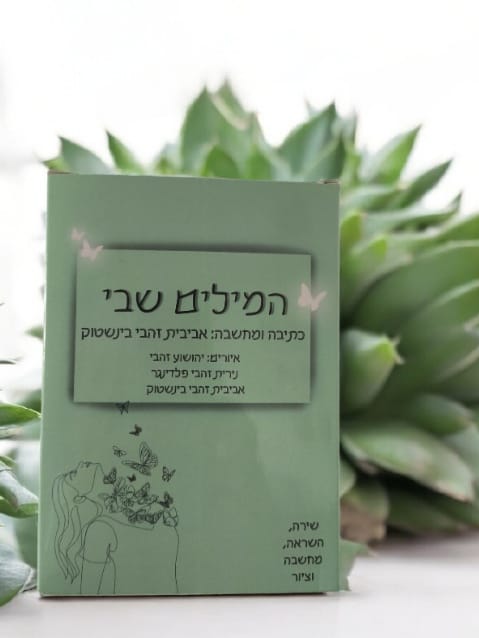 המילים שבי
כתיבה ומחשבה: אביבית זהבי בינשטוק
איורים: יהושע זהבי
נירית זהבי פלדינגר
אביבית זהבי בינשטוק
שירה,
השראה,
מחשבה
וציור